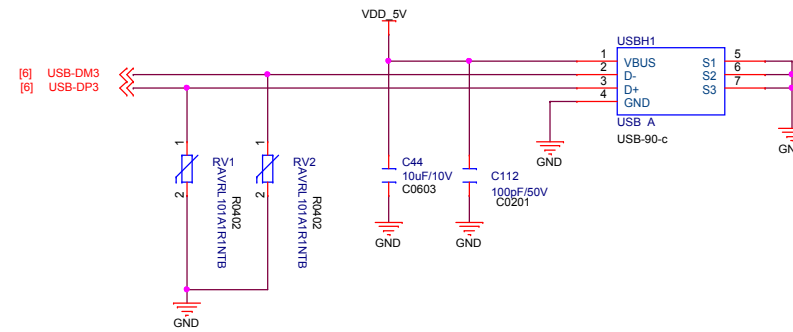 VDD_5V
USBH1
1 VBUS S1 5
[6] USB-DM3 2 D- S2 6
[6] USB-DP3 3 D+ S3 7
4 GND
USB A
USB-90-c
GND
GND
1 1
RV1
AVRL101A1R1NTB
R0402
RV2
AVRL101A1R1NTB
R0402
2 2
C44
10uF/10V
C0603
C112
100pF/50V
C0201
GND
GND
GND